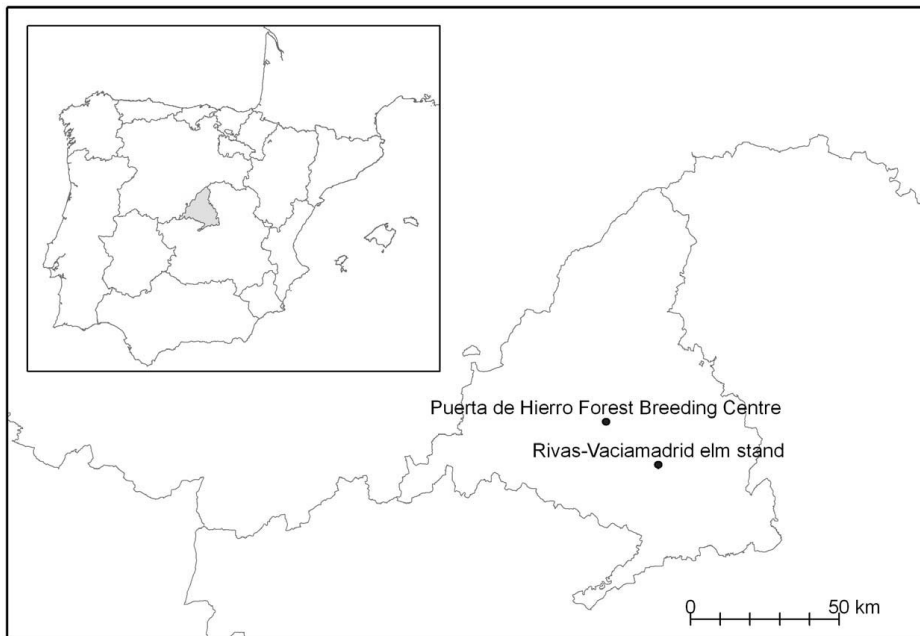 Puerta de Hierro Forest Breeding Centre
Rivas-Vaciamadrid elm stand
0 50 km